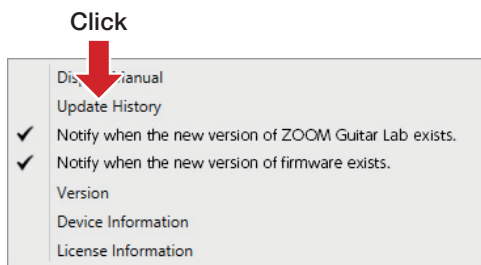 Click
Manual
Update History
✓ Notify when the new version of ZOOM Guitar Lab exists.
✓ Notify when the new version of firmware exists.
Version
Device Information
License Information